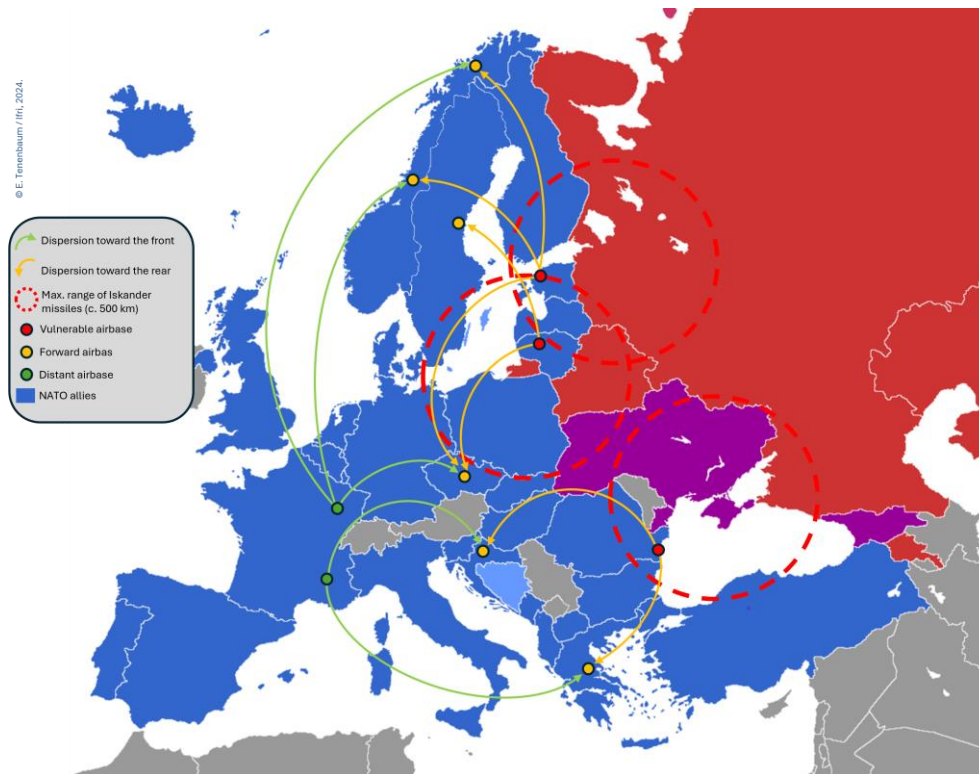 © E. Tenenbaum / Ifri, 2024.
Dispersion toward the front
Dispersion toward the rear
Max. range of Iskander
missiles (c. 500 km)
Vulnerable airbase
Forward airbas
Distant airbase
NATO allies